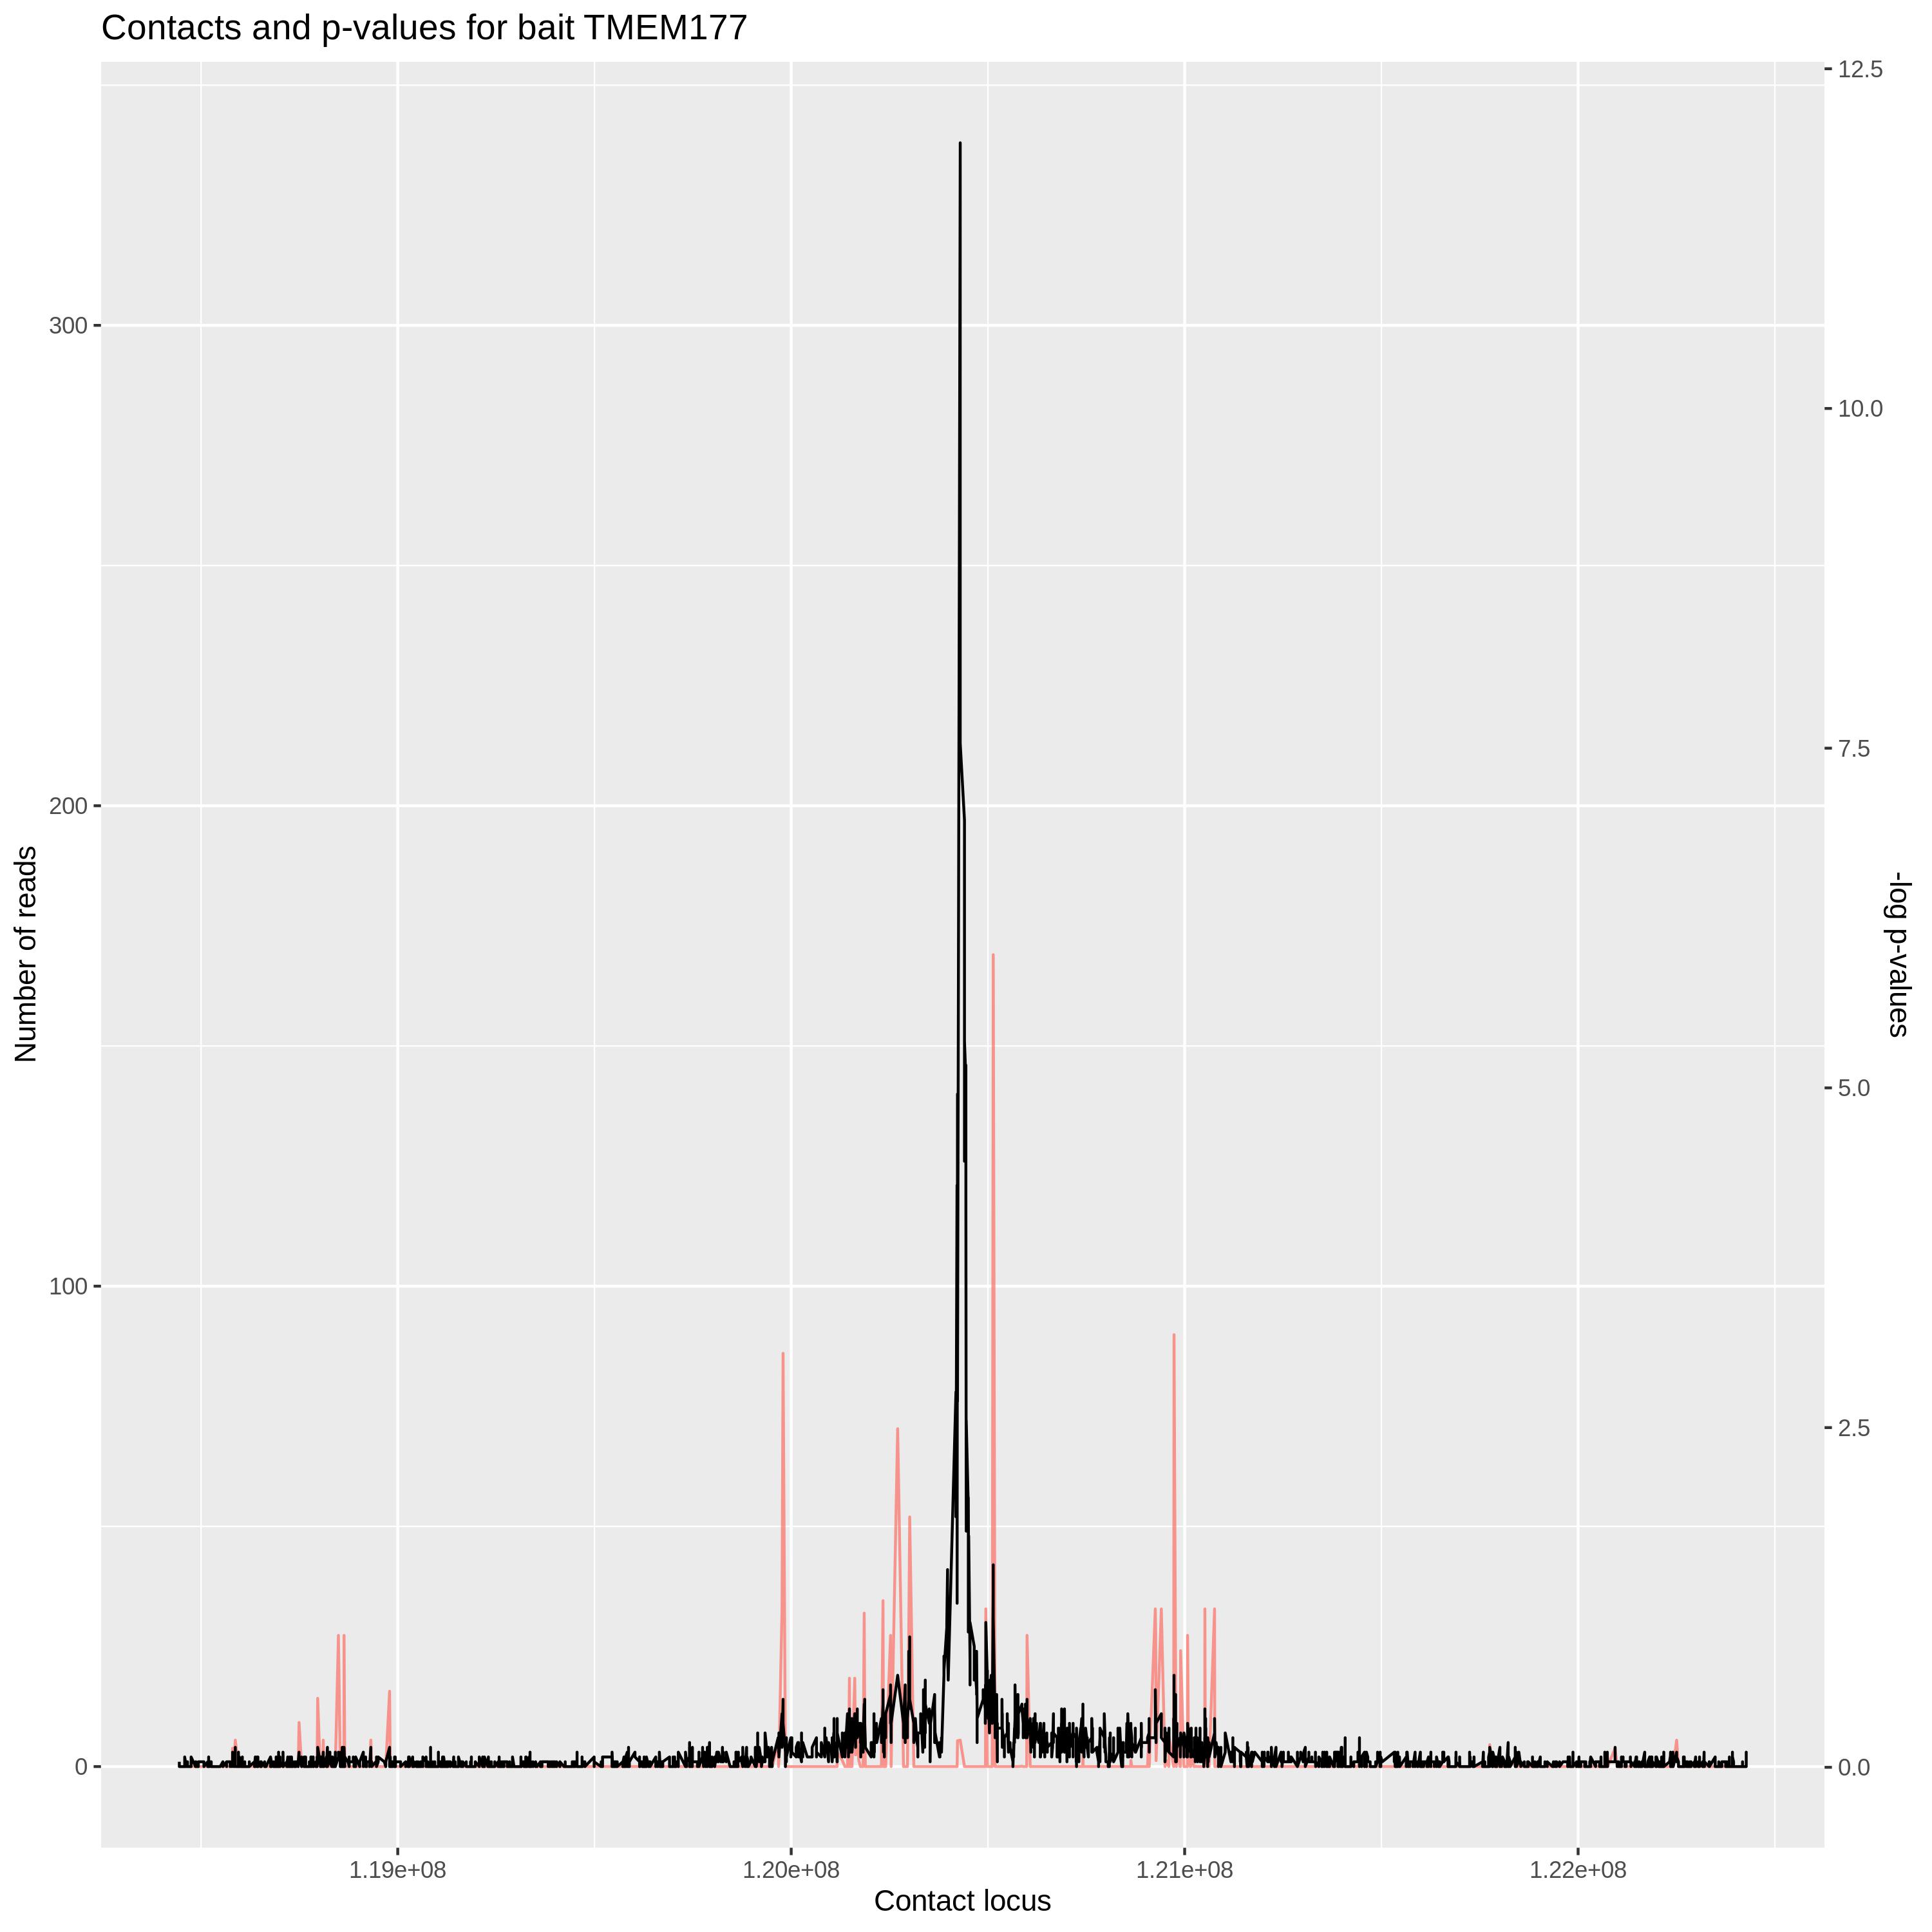 Contacts and p-values for bait TMEM177
Number of reads
300
200
100
0
12.5
10.0
7.5
5.0
2.5
0.0
-log p-values
1.19e+08
1.20e+08
1.21e+08
1.22e+08
Contact locus